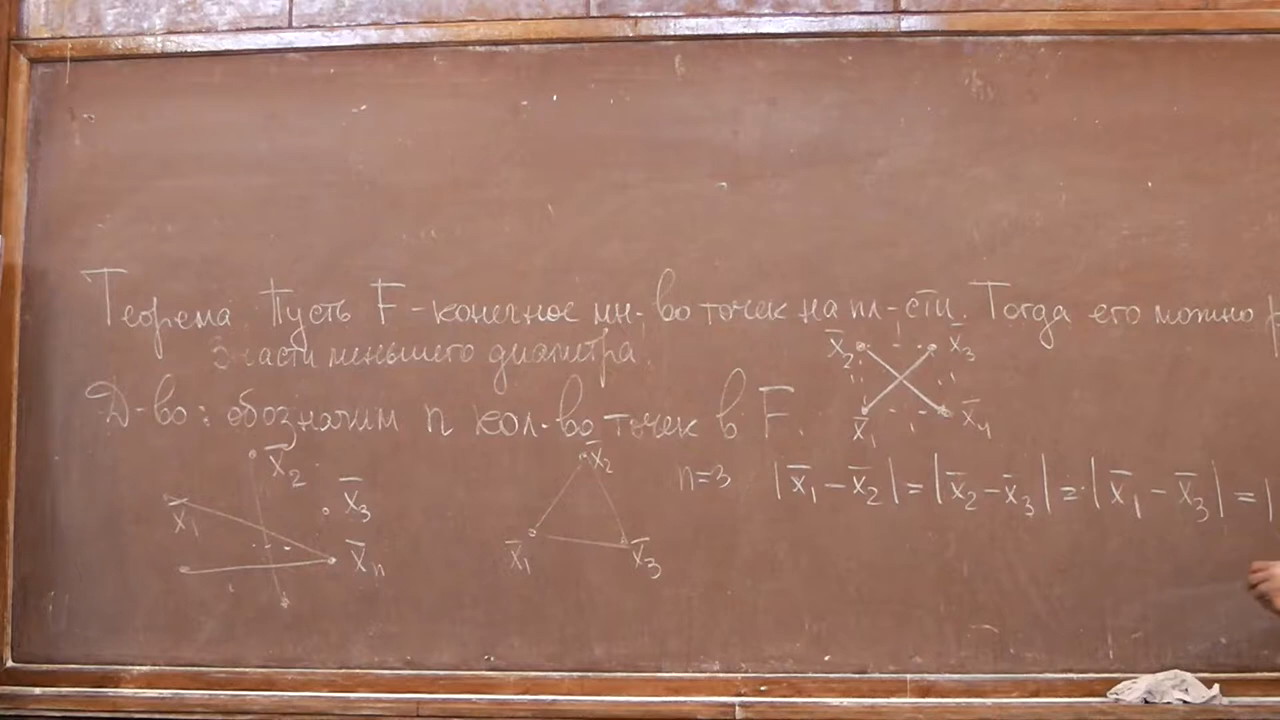 Теорема Пусть F - конечное мн-во точек на пл-сти. Тогда его можно
3 части меньшего диаметра.
x̅₂ x̅₃
x̅₁ x̅₄
Д-во: обозначим n кол-во точек в F.
x̅₂
x̅₁ x̅₃
x̅n
x̅₂
x̅₁ x̅₃
n=3 |x̅₁ - x̅₂| = |x̅₂ - x̅₃| = |x̅₁ - x̅₃| = |